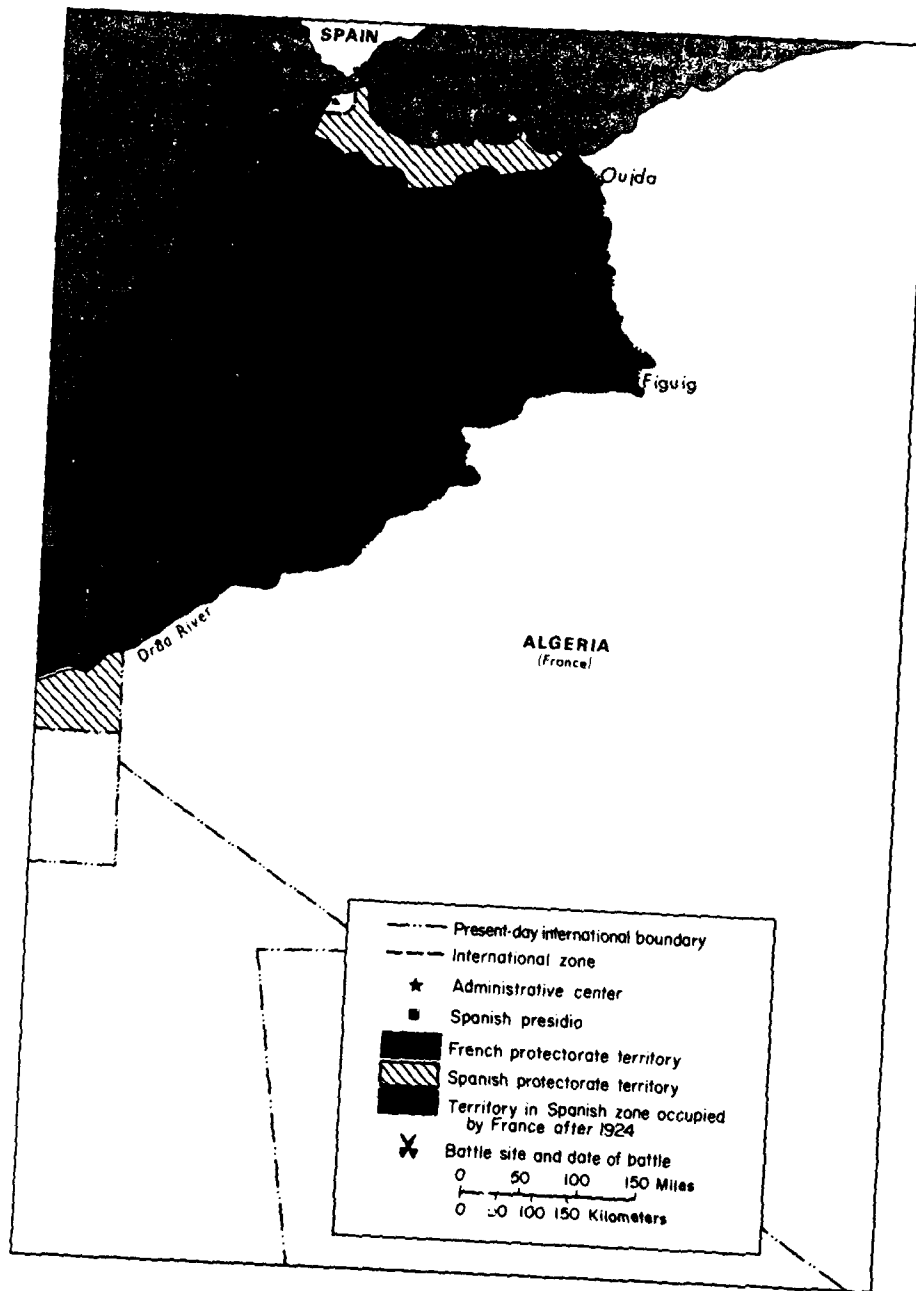 SPAIN
Oujda
Figuig
Drâa River
ALGERIA
(France)
Present-day international boundary
International zone
Administrative center
Spanish presidio
French protectorate territory
Spanish protectorate territory
Territory in Spanish zone occupied
by France after 1924
Battle site and date of battle
0 50 100 150 Miles
0 50 100 150 Kilometers